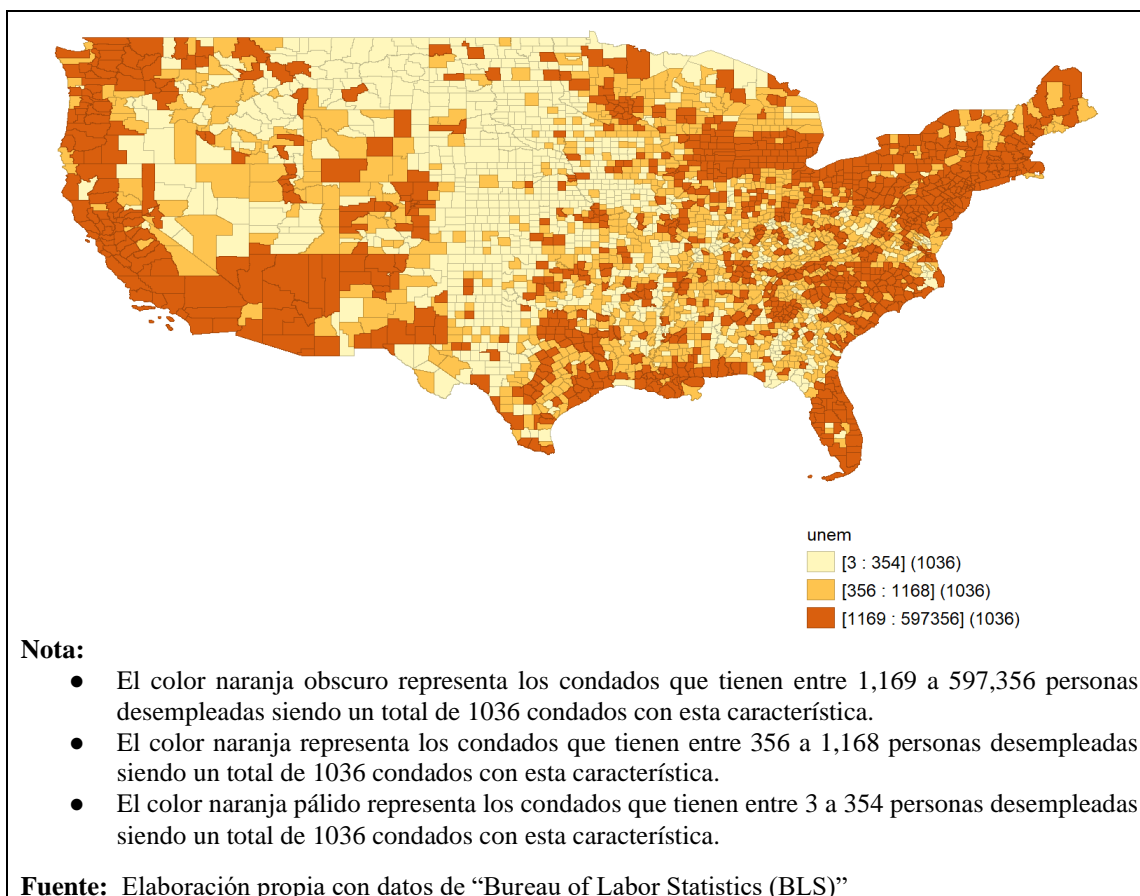 unem
[3 : 354] (1036)
[356 : 1168] (1036)
[1169 : 597356] (1036)
Nota:
● El color naranja obscuro representa los condados que tienen entre 1,169 a 597,356 personas
desempleadas siendo un total de 1036 condados con esta característica.
● El color naranja representa los condados que tienen entre 356 a 1,168 personas desempleadas
siendo un total de 1036 condados con esta característica.
● El color naranja pálido representa los condados que tienen entre 3 a 354 personas desempleadas
siendo un total de 1036 condados con esta característica.
Fuente: Elaboración propia con datos de “Bureau of Labor Statistics (BLS)”